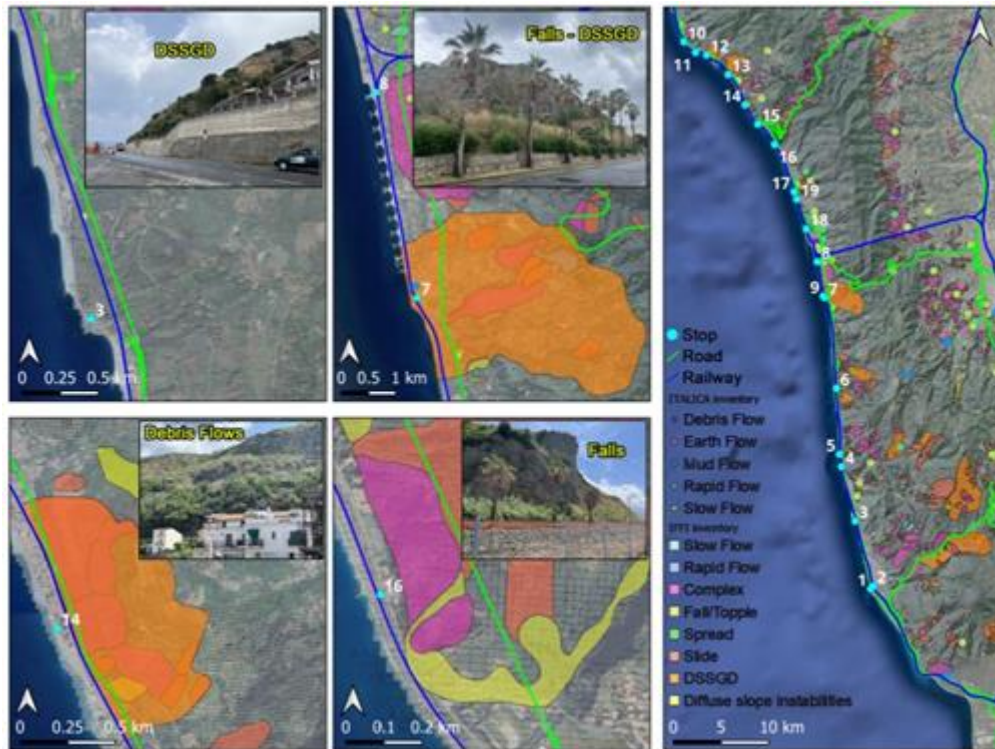 DSSGD
3
0 0.25 0.5 km
Falls - DSSGD
8
7
0 0.5 1 km
Debris Flows
14
0 0.25 0.5 km
Falls
16
0 0.1 0.2 km
10
12
11
13
14
15
16
17
19
18
8
9
7
6
5
4
3
1
2
Stop
Road
Railway
ITALICA Inventory
Debris Flow
Earth Flow
Mud Flow
Rapid Flow
Slow Flow
IFFI Inventory
Slow Flow
Rapid Flow
Complex
Fall/Topple
Spread
Slide
DSSGD
Diffuse slope instabilities
0 5 10 km